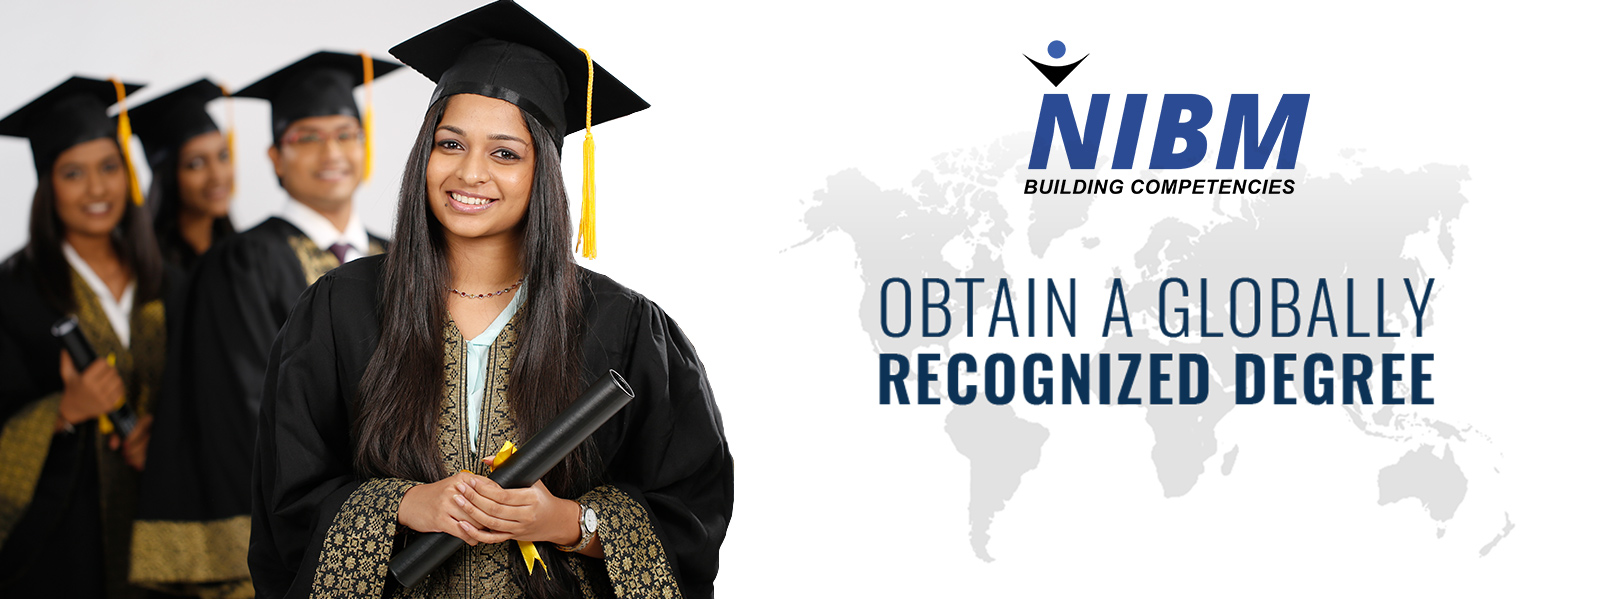 NIBM
BUILDING COMPETENCIES
OBTAIN A GLOBALLY
RECOGNIZED DEGREE